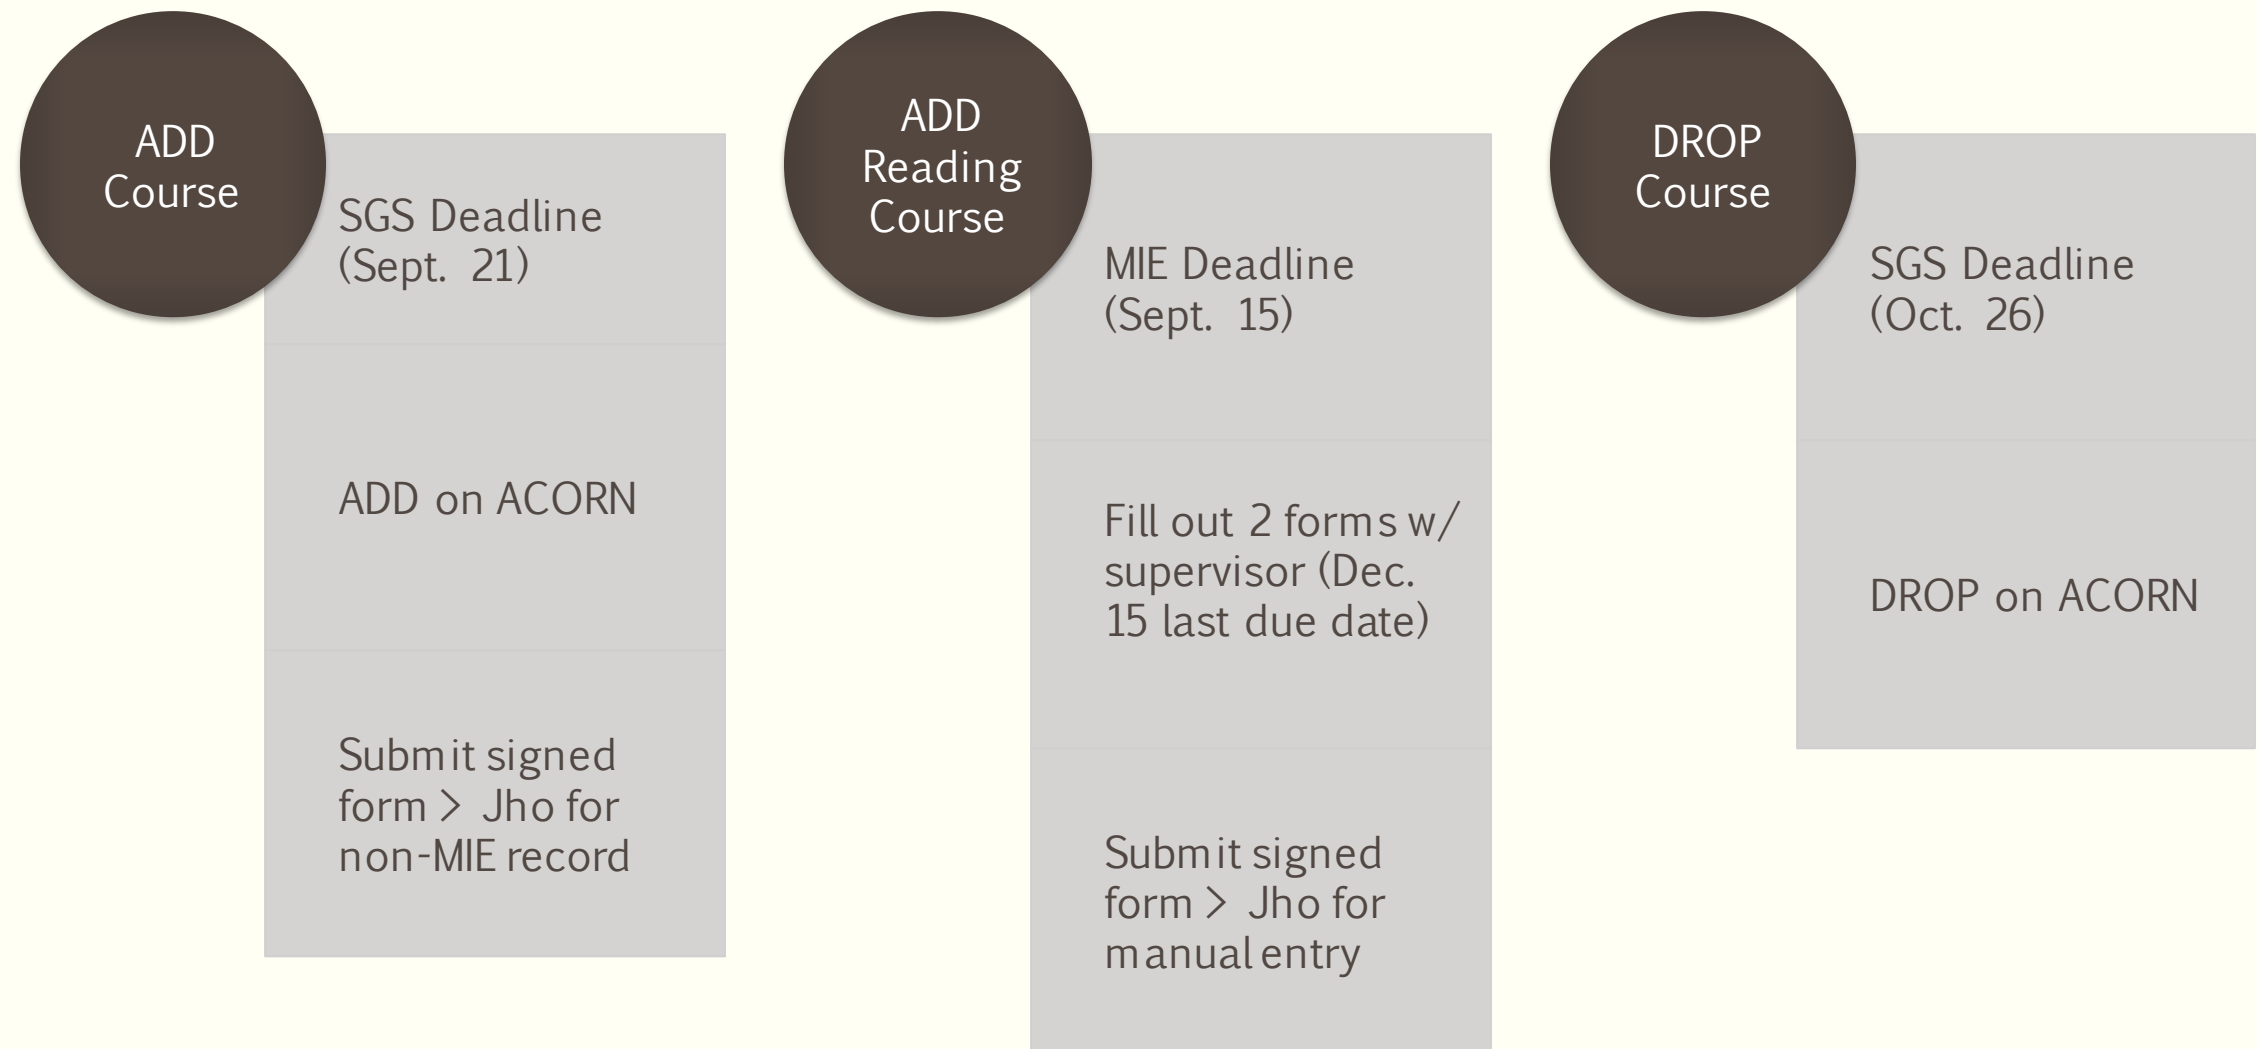 ADD
Course
SGS Deadline
(Sept. 21)
ADD on ACORN
Submit signed
form > Jho for
non-MIE record
ADD
Reading
Course
MIE Deadline
(Sept. 15)
Fill out 2 forms w/
supervisor (Dec.
15 last due date)
Submit signed
form > Jho for
manual entry
DROP
Course
SGS Deadline
(Oct. 26)
DROP on ACORN